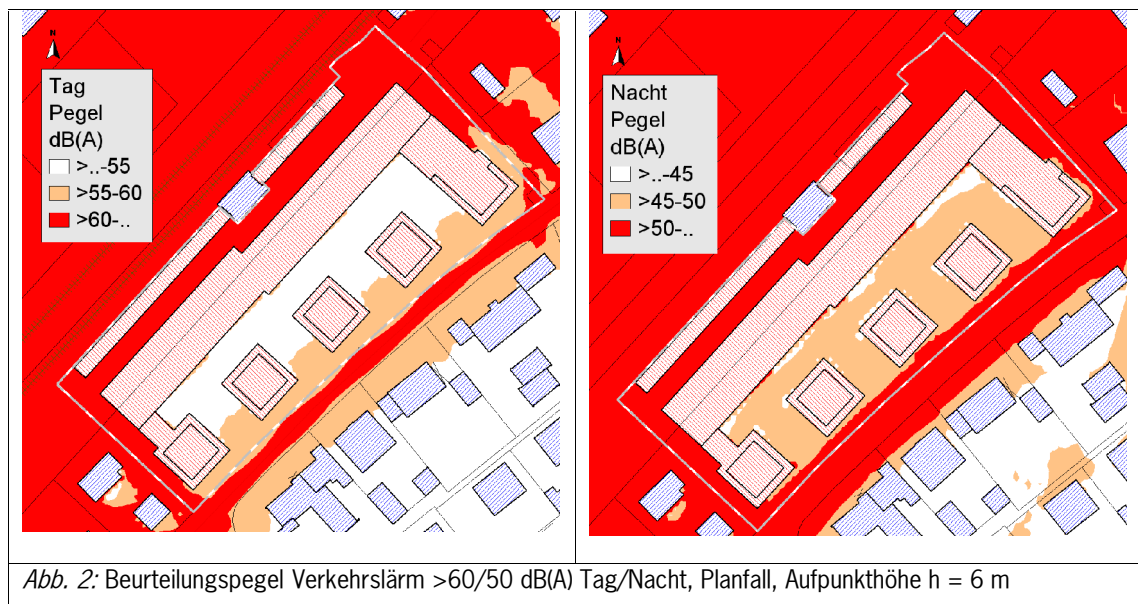 N
Tag
Pegel
dB(A)
>..-55
>55-60
>60-..
N
Nacht
Pegel
dB(A)
>..-45
>45-50
>50-..
Abb. 2: Beurteilungspegel Verkehrslärm >60/50 dB(A) Tag/Nacht, Planfall, Aufpunkthöhe h = 6 m